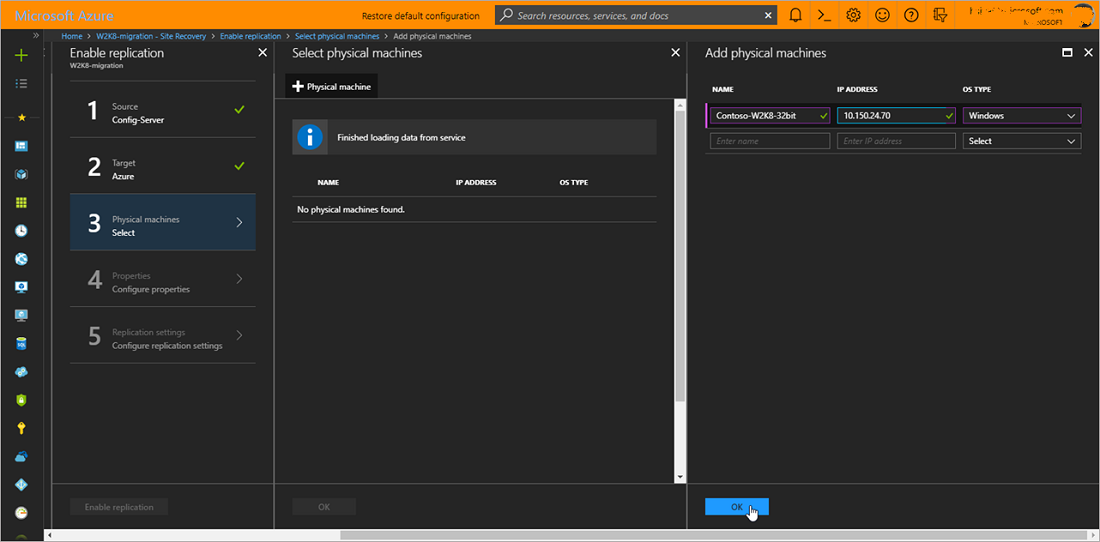 Microsoft Azure
Restore default configuration
Search resources, services, and docs
Home > W2K8-migration - Site Recovery > Enable replication > Select physical machines > Add physical machines
Enable replication
W2K8-migration
1
Source
Config-Server
2
Target
Azure
3
Physical machines
Select
4
Properties
Configure properties
5
Replication settings
Configure replication settings
Enable replication
Select physical machines
Physical machine
Finished loading data from service
NAME IP ADDRESS OS TYPE
No physical machines found.
OK
Add physical machines
NAME IP ADDRESS OS TYPE
Contoso-W2K8-32bit 10.150.24.70 Windows
Enter name Enter IP address Select
OK